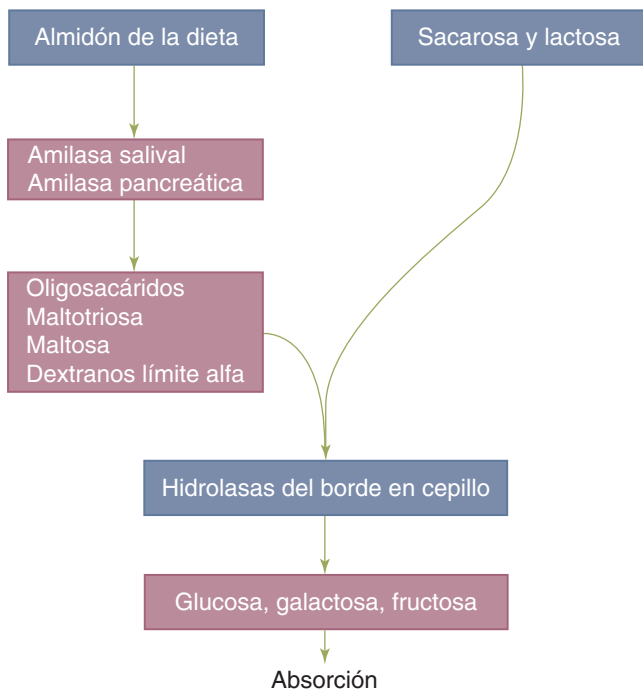 Almidón de la dieta
Sacarosa y lactosa
Amilasa salival
Amilasa pancreática
Oligosacáridos
Maltotriosa
Maltosa
Dextranos límite alfa
Hidrolasas del borde en cepillo
Glucosa, galactosa, fructosa
Absorción